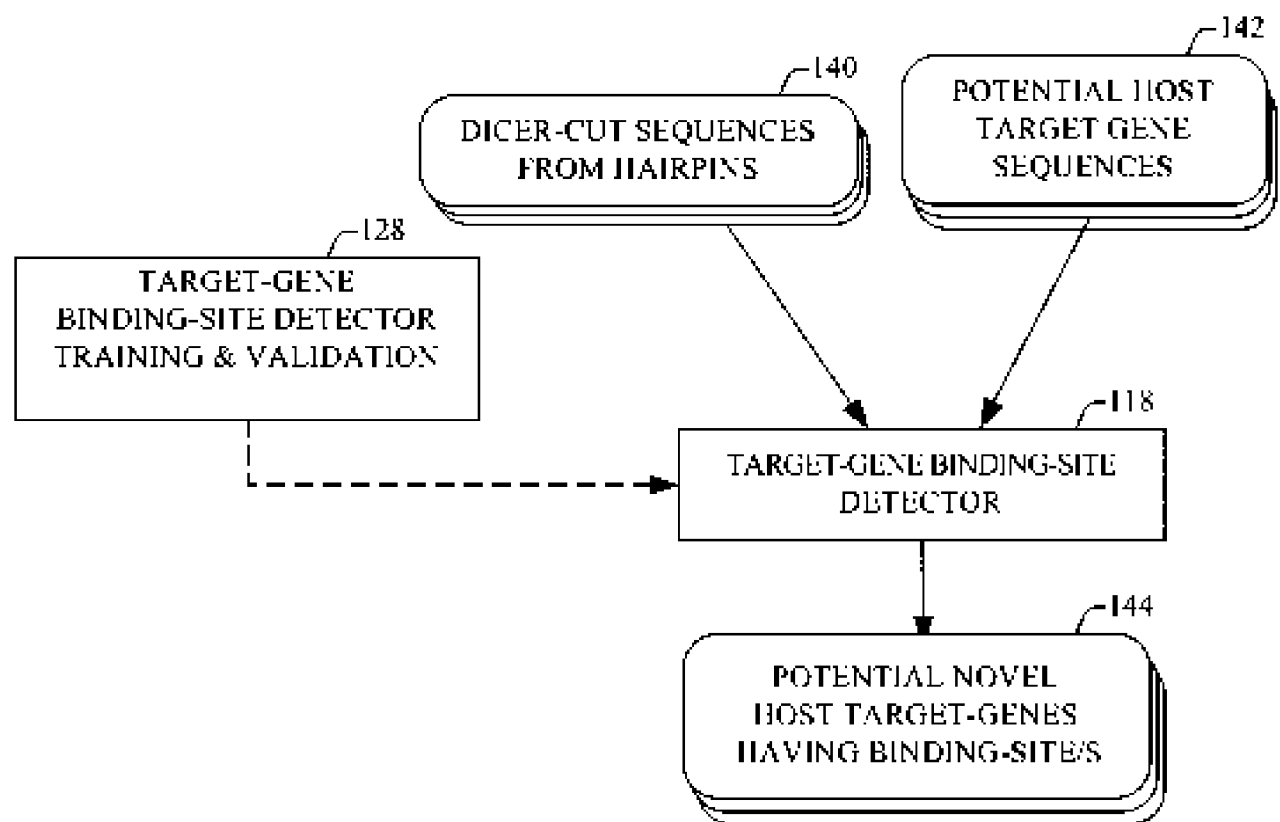 142
POTENTIAL HOST
TARGET GENE
SEQUENCES
140
DICER-CUT SEQUENCES
FROM HAIRPINS
128
TARGET-GENE
BINDING-SITE DETECTOR
TRAINING & VALIDATION
118
TARGET-GENE BINDING-SITE
DETECTOR
144
POTENTIAL NOVEL
HOST TARGET-GENES
HAVING BINDING-SITE/S